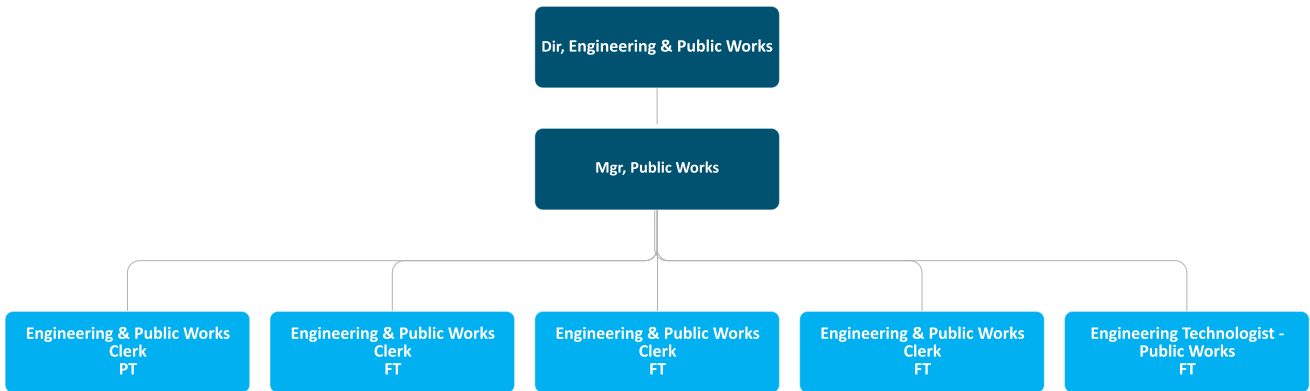 Dir, Engineering & Public Works
Mgr, Public Works
Engineering & Public Works
Clerk
PT
Engineering & Public Works
Clerk
FT
Engineering & Public Works
Clerk
FT
Engineering & Public Works
Clerk
FT
Engineering Technologist -
Public Works
FT